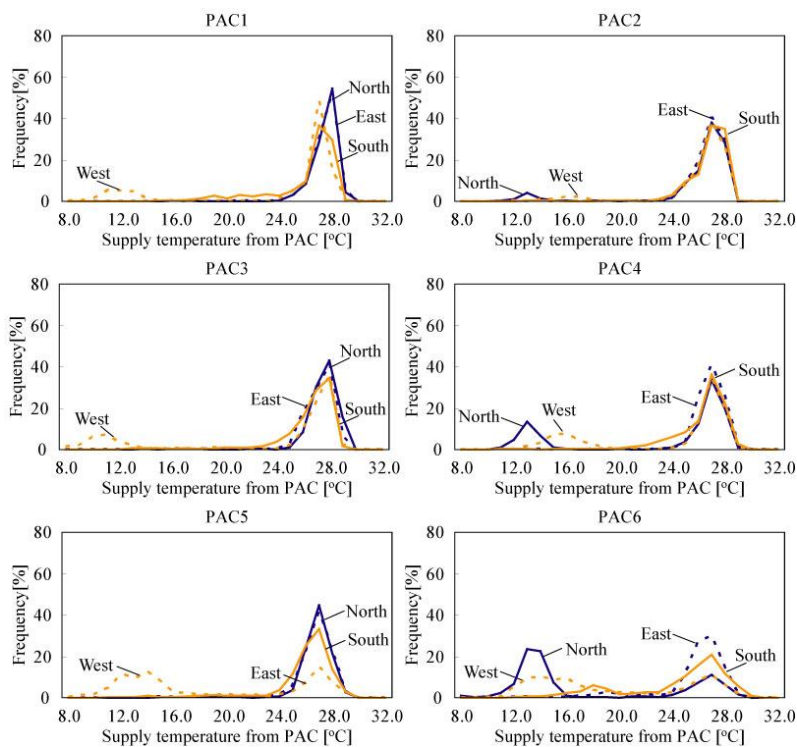 PAC1
Frequency[%]
80
60
40
20
0
North
East
South
West
8.0 12.0 16.0 20.0 24.0 28.0 32.0
Supply temperature from PAC [°C]
PAC2
Frequency[%]
80
60
40
20
0
East
South
North
West
8.0 12.0 16.0 20.0 24.0 28.0 32.0
Supply temperature from PAC [°C]
PAC3
Frequency[%]
80
60
40
20
0
North
East
South
West
8.0 12.0 16.0 20.0 24.0 28.0 32.0
Supply temperature from PAC [°C]
PAC4
Frequency[%]
80
60
40
20
0
South
East
North
West
8.0 12.0 16.0 20.0 24.0 28.0 32.0
Supply temperature from PAC [°C]
PAC5
Frequency[%]
80
60
40
20
0
North
South
West
East
8.0 12.0 16.0 20.0 24.0 28.0 32.0
Supply temperature from PAC [°C]
PAC6
Frequency[%]
80
60
40
20
0
East
North
South
West
8.0 12.0 16.0 20.0 24.0 28.0 32.0
Supply temperature from PAC [°C]